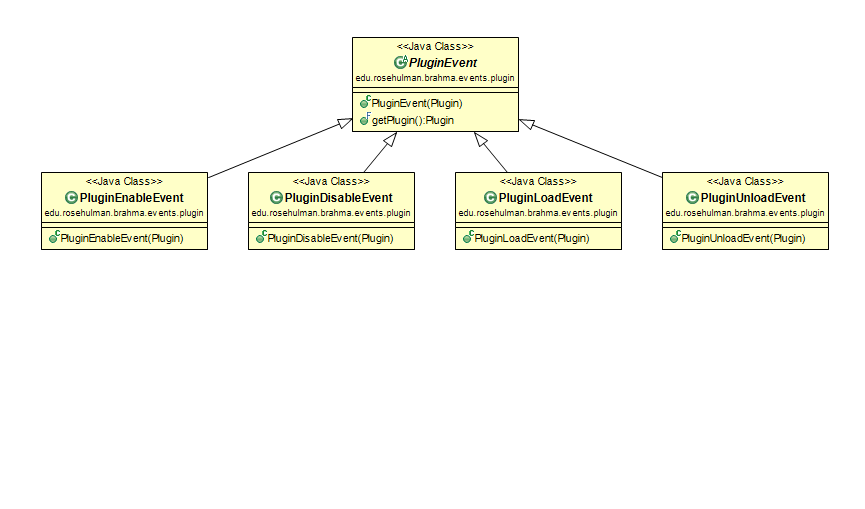 <<Java Class>>
PluginEvent
edu.rosehulman.brahma.events.plugin
PluginEvent(Plugin)
getPlugin():Plugin
<<Java Class>>
PluginEnableEvent
edu.rosehulman.brahma.events.plugin
PluginEnableEvent(Plugin)
<<Java Class>>
PluginDisableEvent
edu.rosehulman.brahma.events.plugin
PluginDisableEvent(Plugin)
<<Java Class>>
PluginLoadEvent
edu.rosehulman.brahma.events.plugin
PluginLoadEvent(Plugin)
<<Java Class>>
PluginUnloadEvent
edu.rosehulman.brahma.events.plugin
PluginUnloadEvent(Plugin)